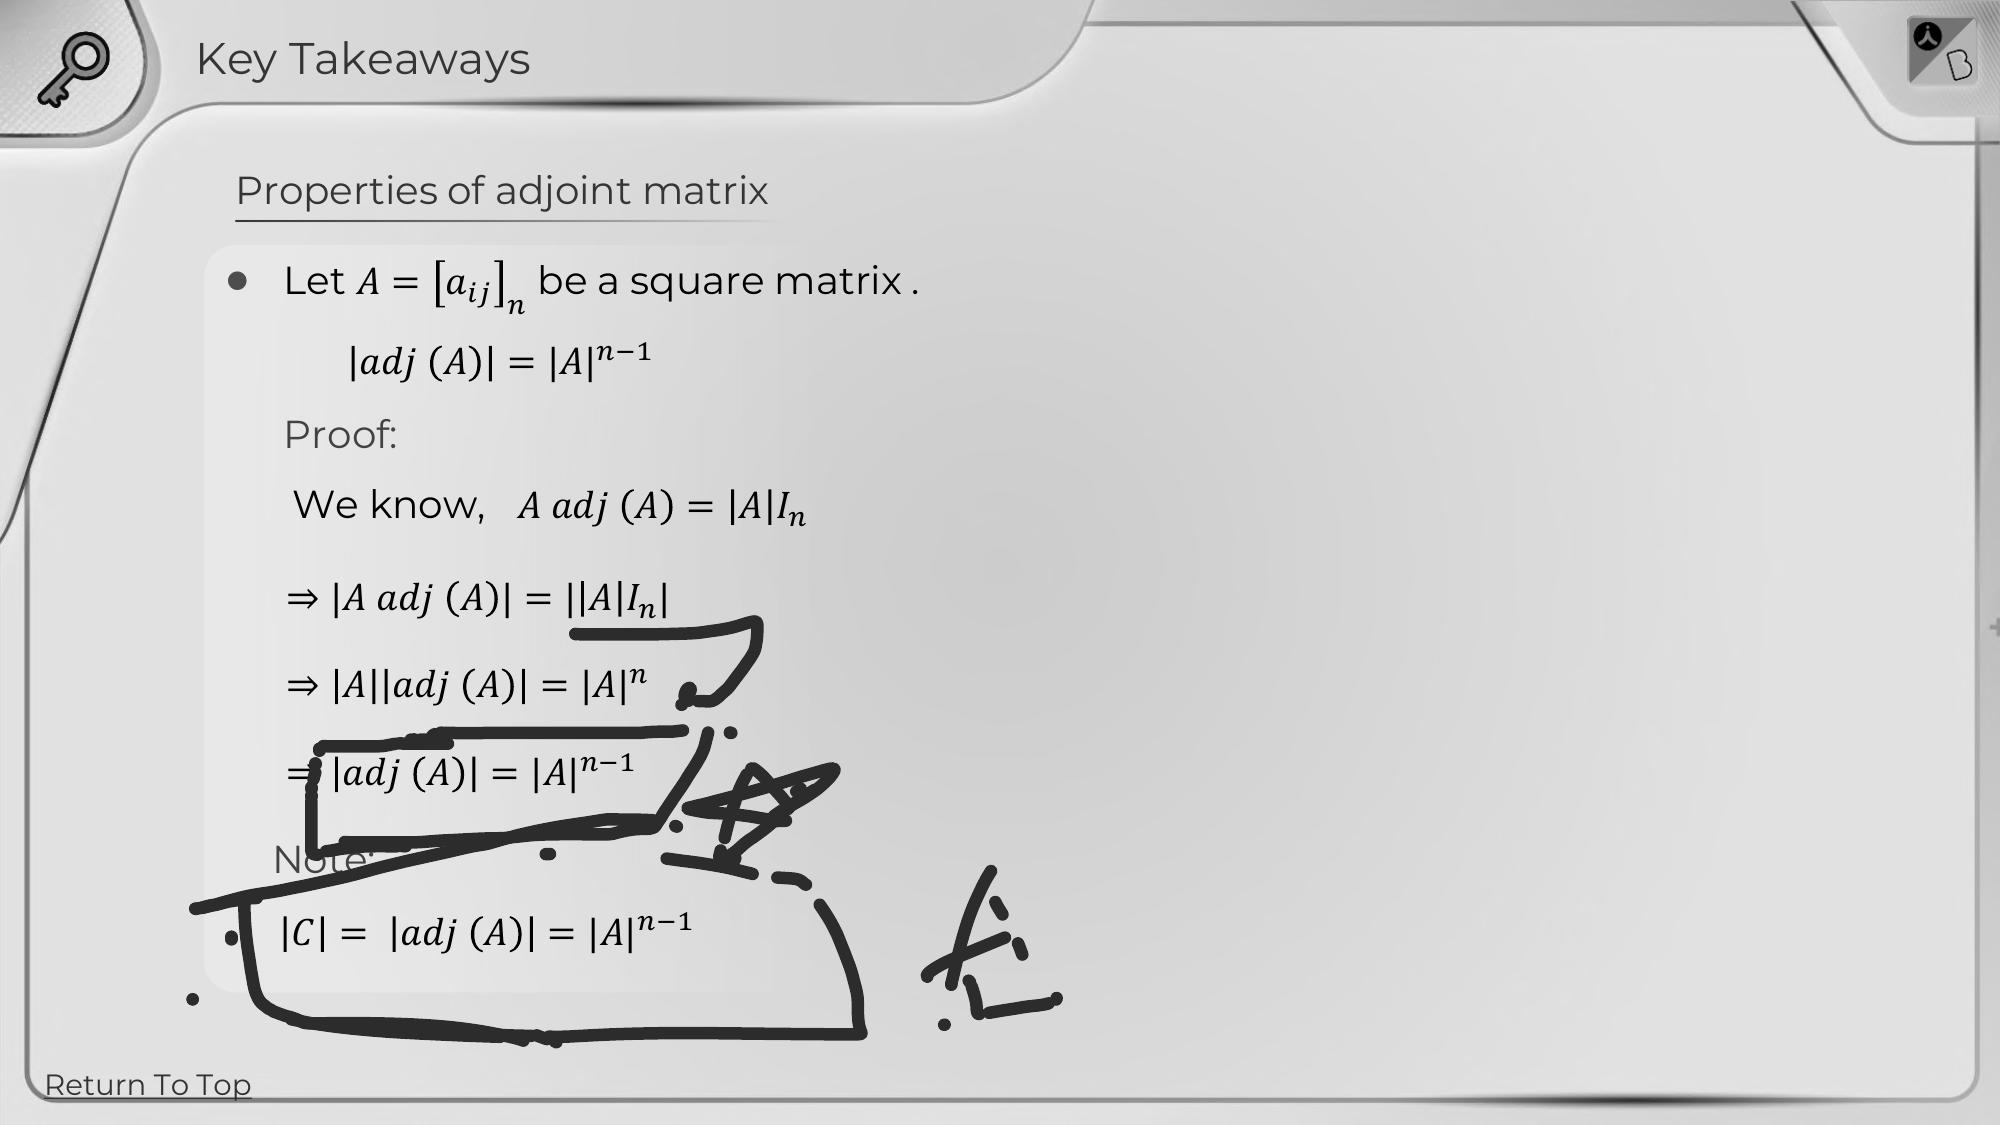 Key Takeaways
Properties of adjoint matrix
● Let 𝐴 = [𝑎ᵢⱼ]ₙ be a square matrix .
|𝑎𝑑𝑗 (𝐴)| = |𝐴|ⁿ⁻¹
Proof:
We know, 𝐴 𝑎𝑑𝑗 (𝐴) = |𝐴|𝐼ₙ
⇒ |𝐴 𝑎𝑑𝑗 (𝐴)| = ||𝐴|𝐼ₙ|
⇒ |𝐴||𝑎𝑑𝑗 (𝐴)| = |𝐴|ⁿ
⇒ |𝑎𝑑𝑗 (𝐴)| = |𝐴|ⁿ⁻¹
Note:
|𝐶| = |𝑎𝑑𝑗 (𝐴)| = |𝐴|ⁿ⁻¹
Return To Top